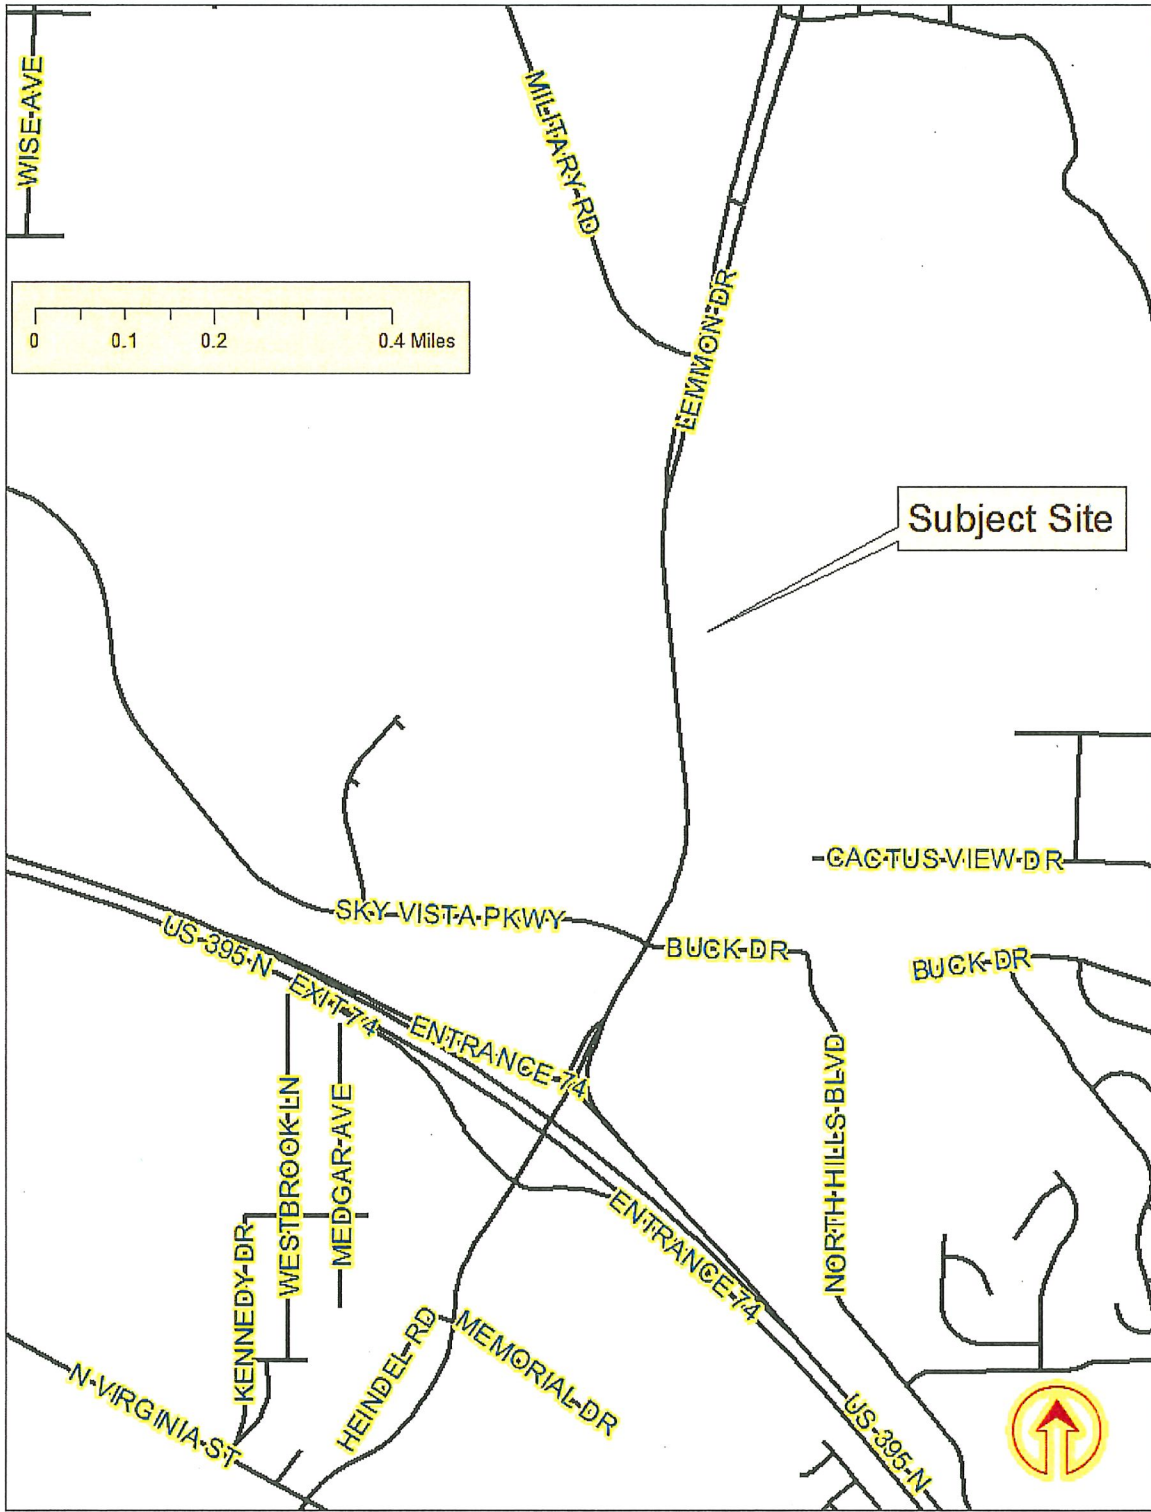 WISE AVE
MILITARY RD
LEMMON DR
0
0.1
0.2
0.4 Miles
Subject Site
CACTUS VIEW DR
SKY VISTA PKWY
US-395-N
BUCK DR
BUCK DR
EXIT 74
ENTRANCE 74
WESTBROOK LN
MEDGAR AVE
NORTH HILLS BLVD
KENNEDY DR
ENTRANCE 74
HEINDEL RD
MEMORIAL DR
N VIRGINIA ST
US-395-N